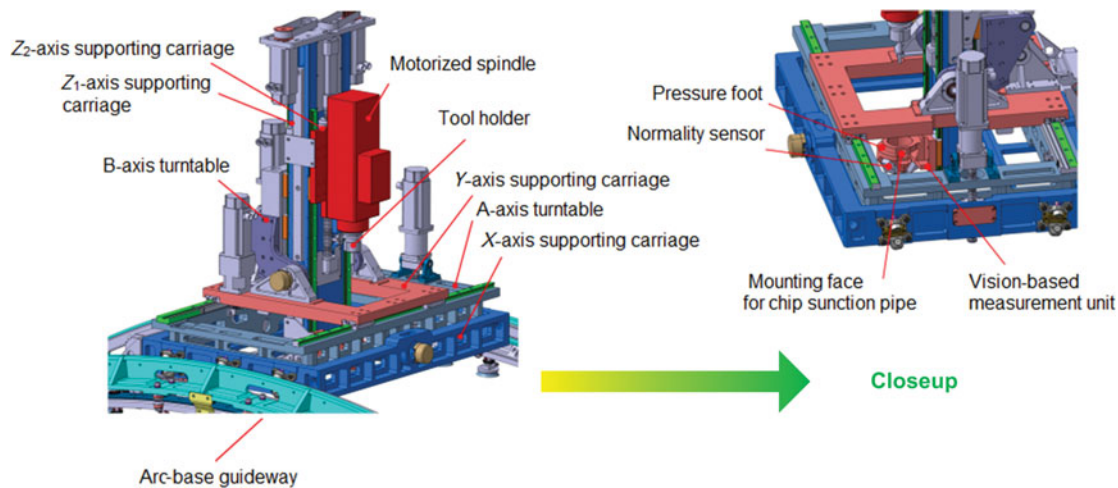 Z2-axis supporting carriage
Z1-axis supporting
carriage
B-axis turntable
Motorized spindle
Tool holder
Y-axis supporting carriage
A-axis turntable
X-axis supporting carriage
Arc-base guideway
Pressure foot
Normality sensor
Mounting face
for chip sunction pipe
Vision-based
measurement unit
Closeup